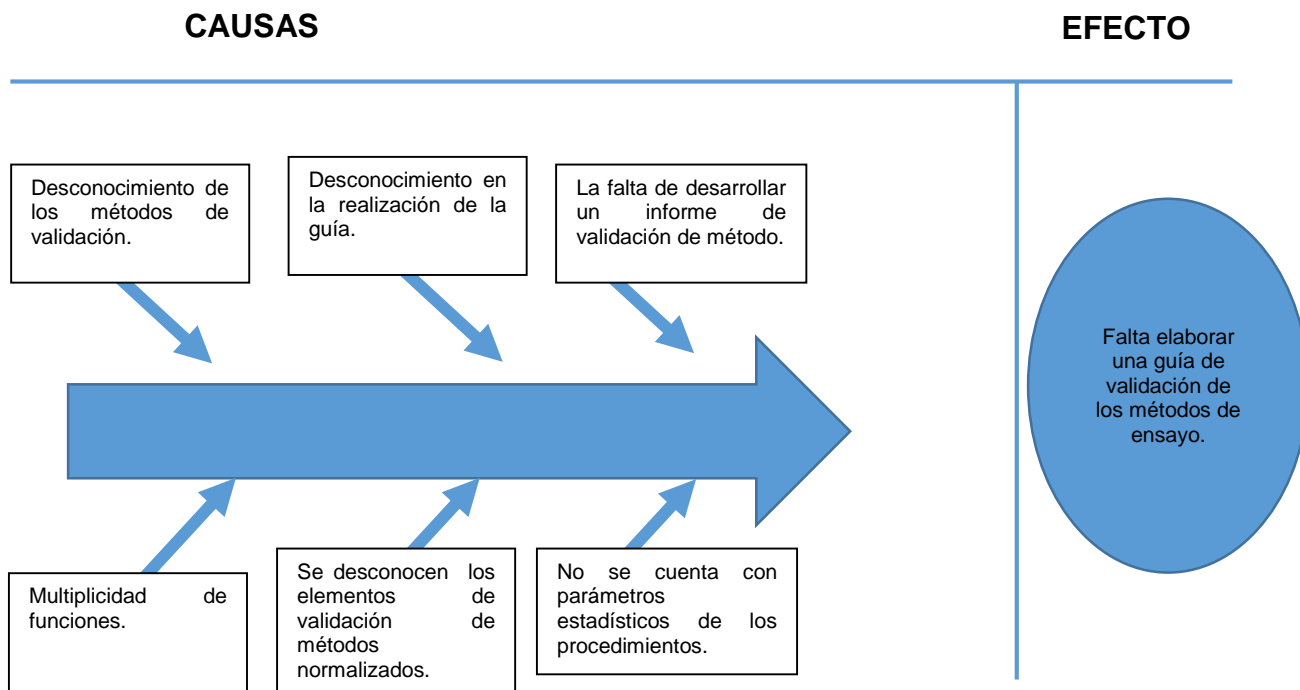 CAUSAS
EFECTO
Desconocimiento de
los métodos de
validación.
Desconocimiento en
la realización de la
guía.
La falta de desarrollar
un informe de
validación de método.
Falta elaborar
una guía de
validación de
los métodos de
ensayo.
Multiplicidad de
funciones.
Se desconocen los
elementos de
validación de
métodos
normalizados.
No se cuenta con
parámetros
estadísticos de los
procedimientos.